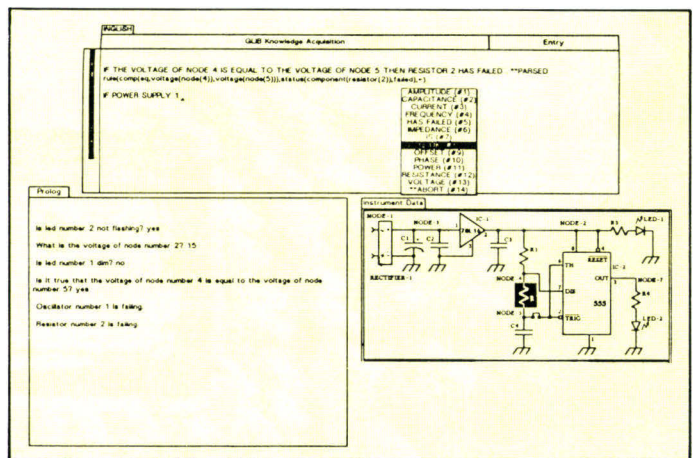 INGLISH
GLIB Knowledge Acquisition
Entry
IF THE VOLTAGE OF NODE 4 IS EQUAL TO THE VOLTAGE OF NODE 5 THEN RESISTOR 2 HAS FAILED . **PARSED
rule(comp(eq,voltage(node(4)),voltage(node(5))),status(component(resistor(2)),failed),+).
IF POWER SUPPLY 1
AMPLITUDE (#1)
CAPACITANCE (#2)
CURRENT (#3)
FREQUENCY (#4)
HAS FAILED (#5)
IMPEDANCE (#6)
IS (#7)
OFFSET (#9)
PHASE (#10)
POWER (#11)
RESISTANCE (#12)
VOLTAGE (#13)
**ABORT (#14)
Prolog
Is led number 2 not flashing? yes
What is the voltage of node number 2? 15
Is led number 1 dim? no
Is it true that the voltage of node number 4 is equal to the voltage of node
number 5? yes
Oscillator number 1 is failing.
Resistor number 2 is failing.
Instrument Data
NODE-1
NODE-3
IC-1
NODE-2
R3
LED-1
C1
C2
78L15
C3
R1
RESET
IC-2
RECTIFIER-1
NODE-4
TH
OUT
NODE-7
DIS
555
R4
NODE-5
TRIG
LED-2
C4